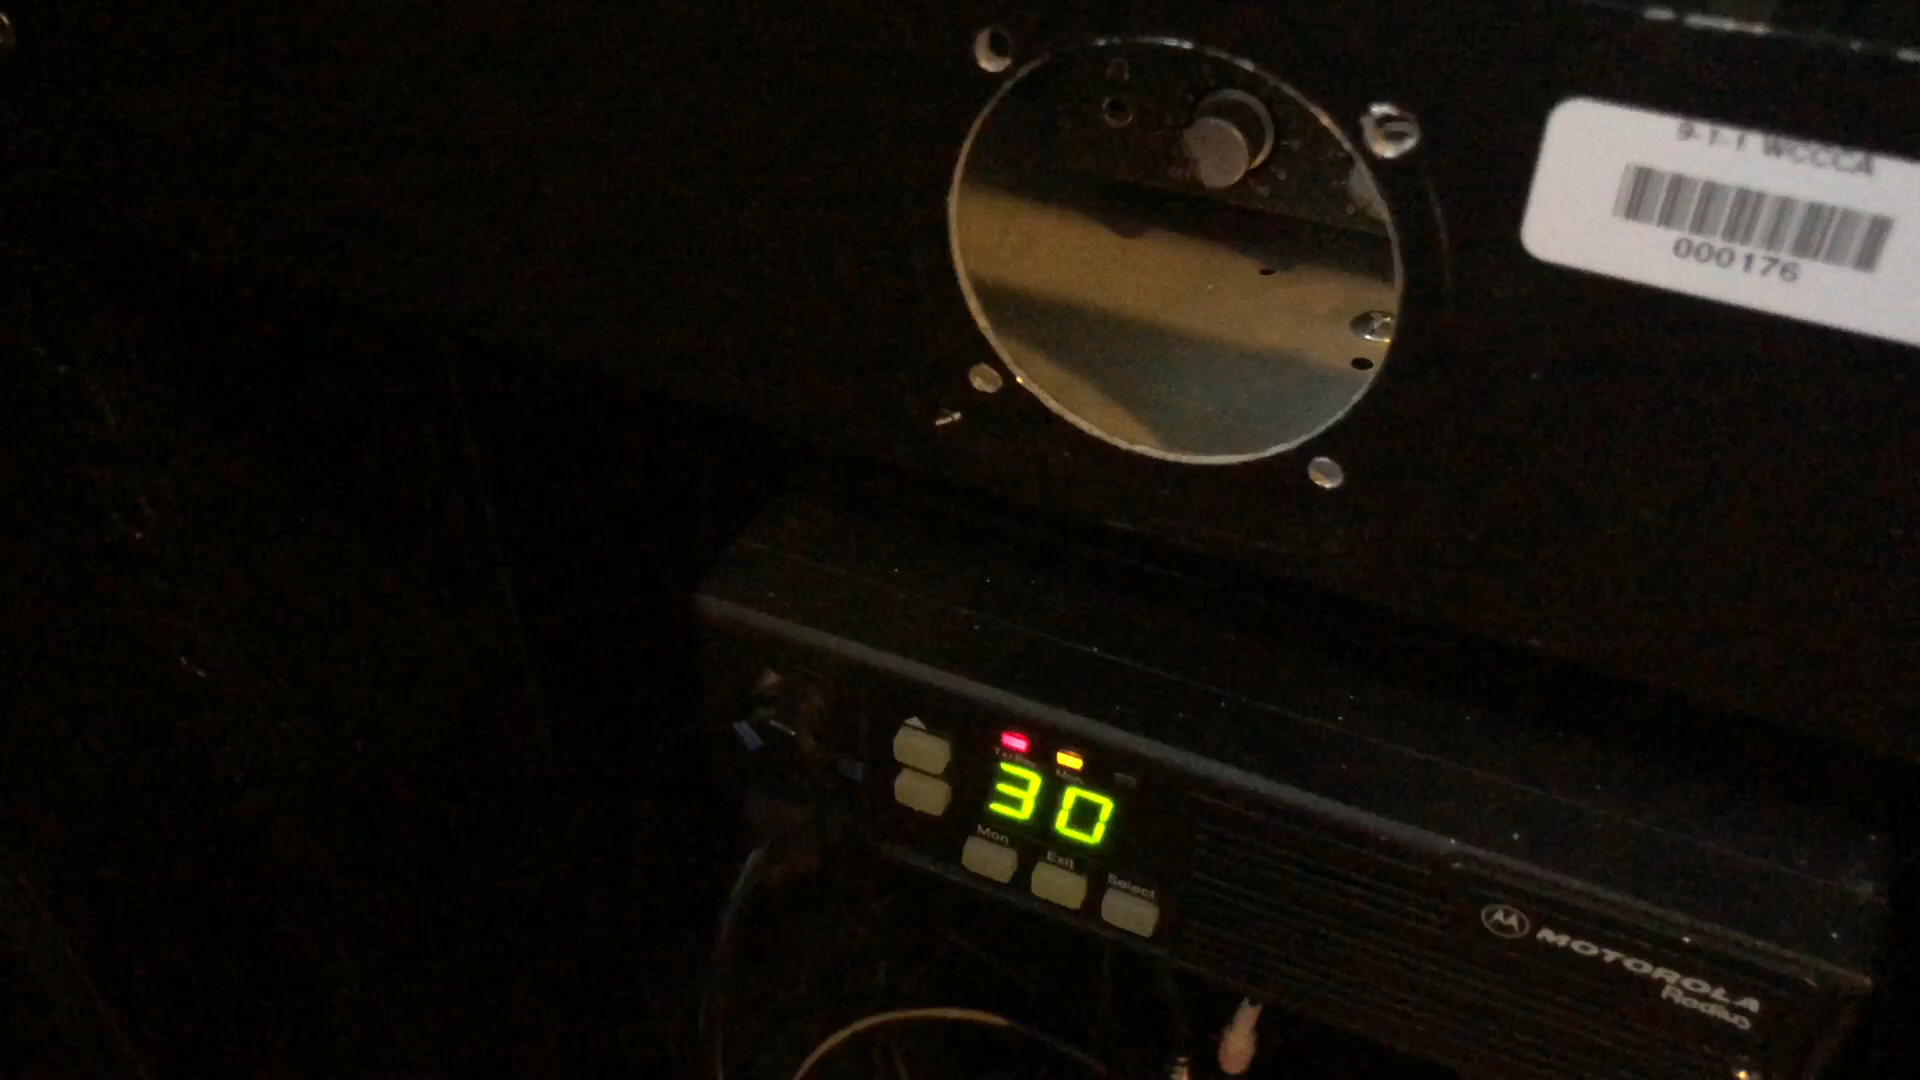 9-1-1 WCCCA
000176
30
Mon
Exit
Select
MOTOROLA
Radius